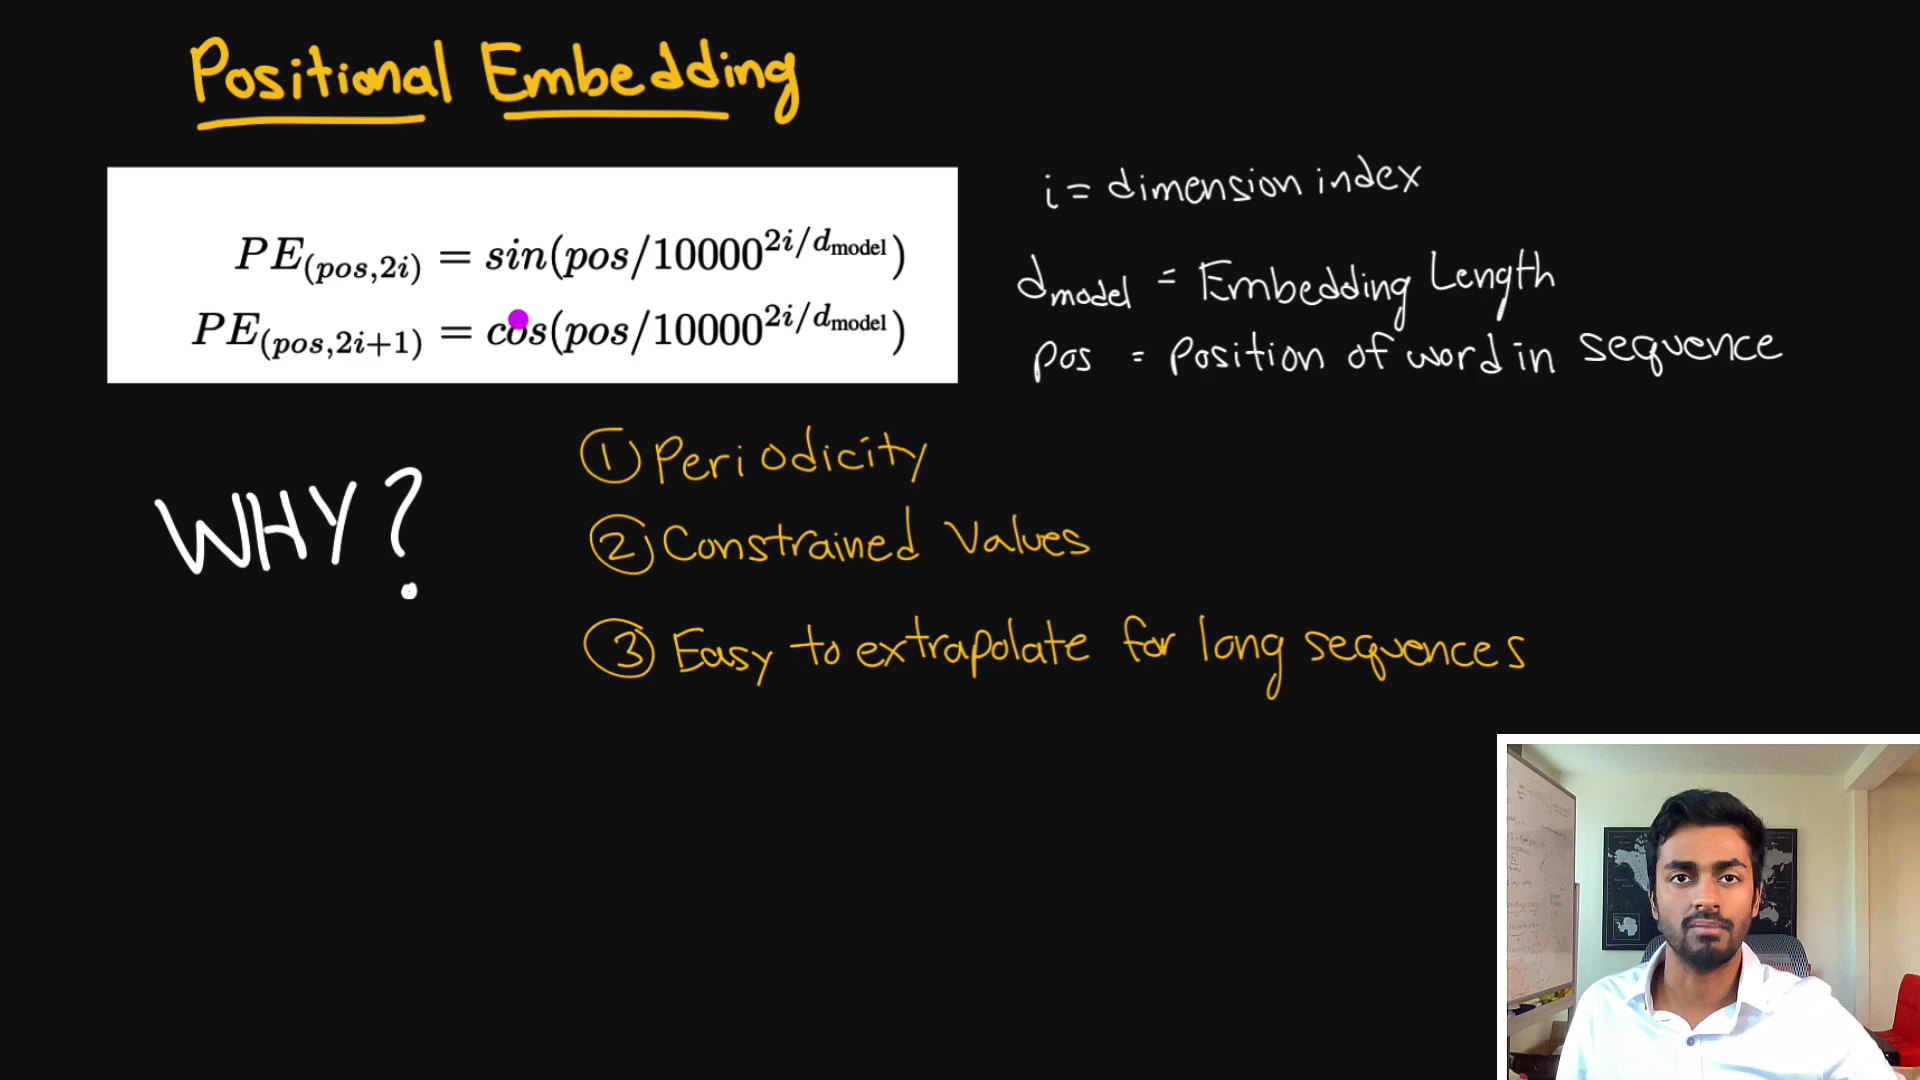 Positional Embedding
PE(pos,2i) = sin(pos/10000^2i/dmodel)
PE(pos,2i+1) = cos(pos/10000^2i/dmodel)
i = dimension index
dmodel = Embedding Length
pos = Position of word in sequence
WHY?
① Periodicity
② Constrained Values
③ Easy to extrapolate for long sequences